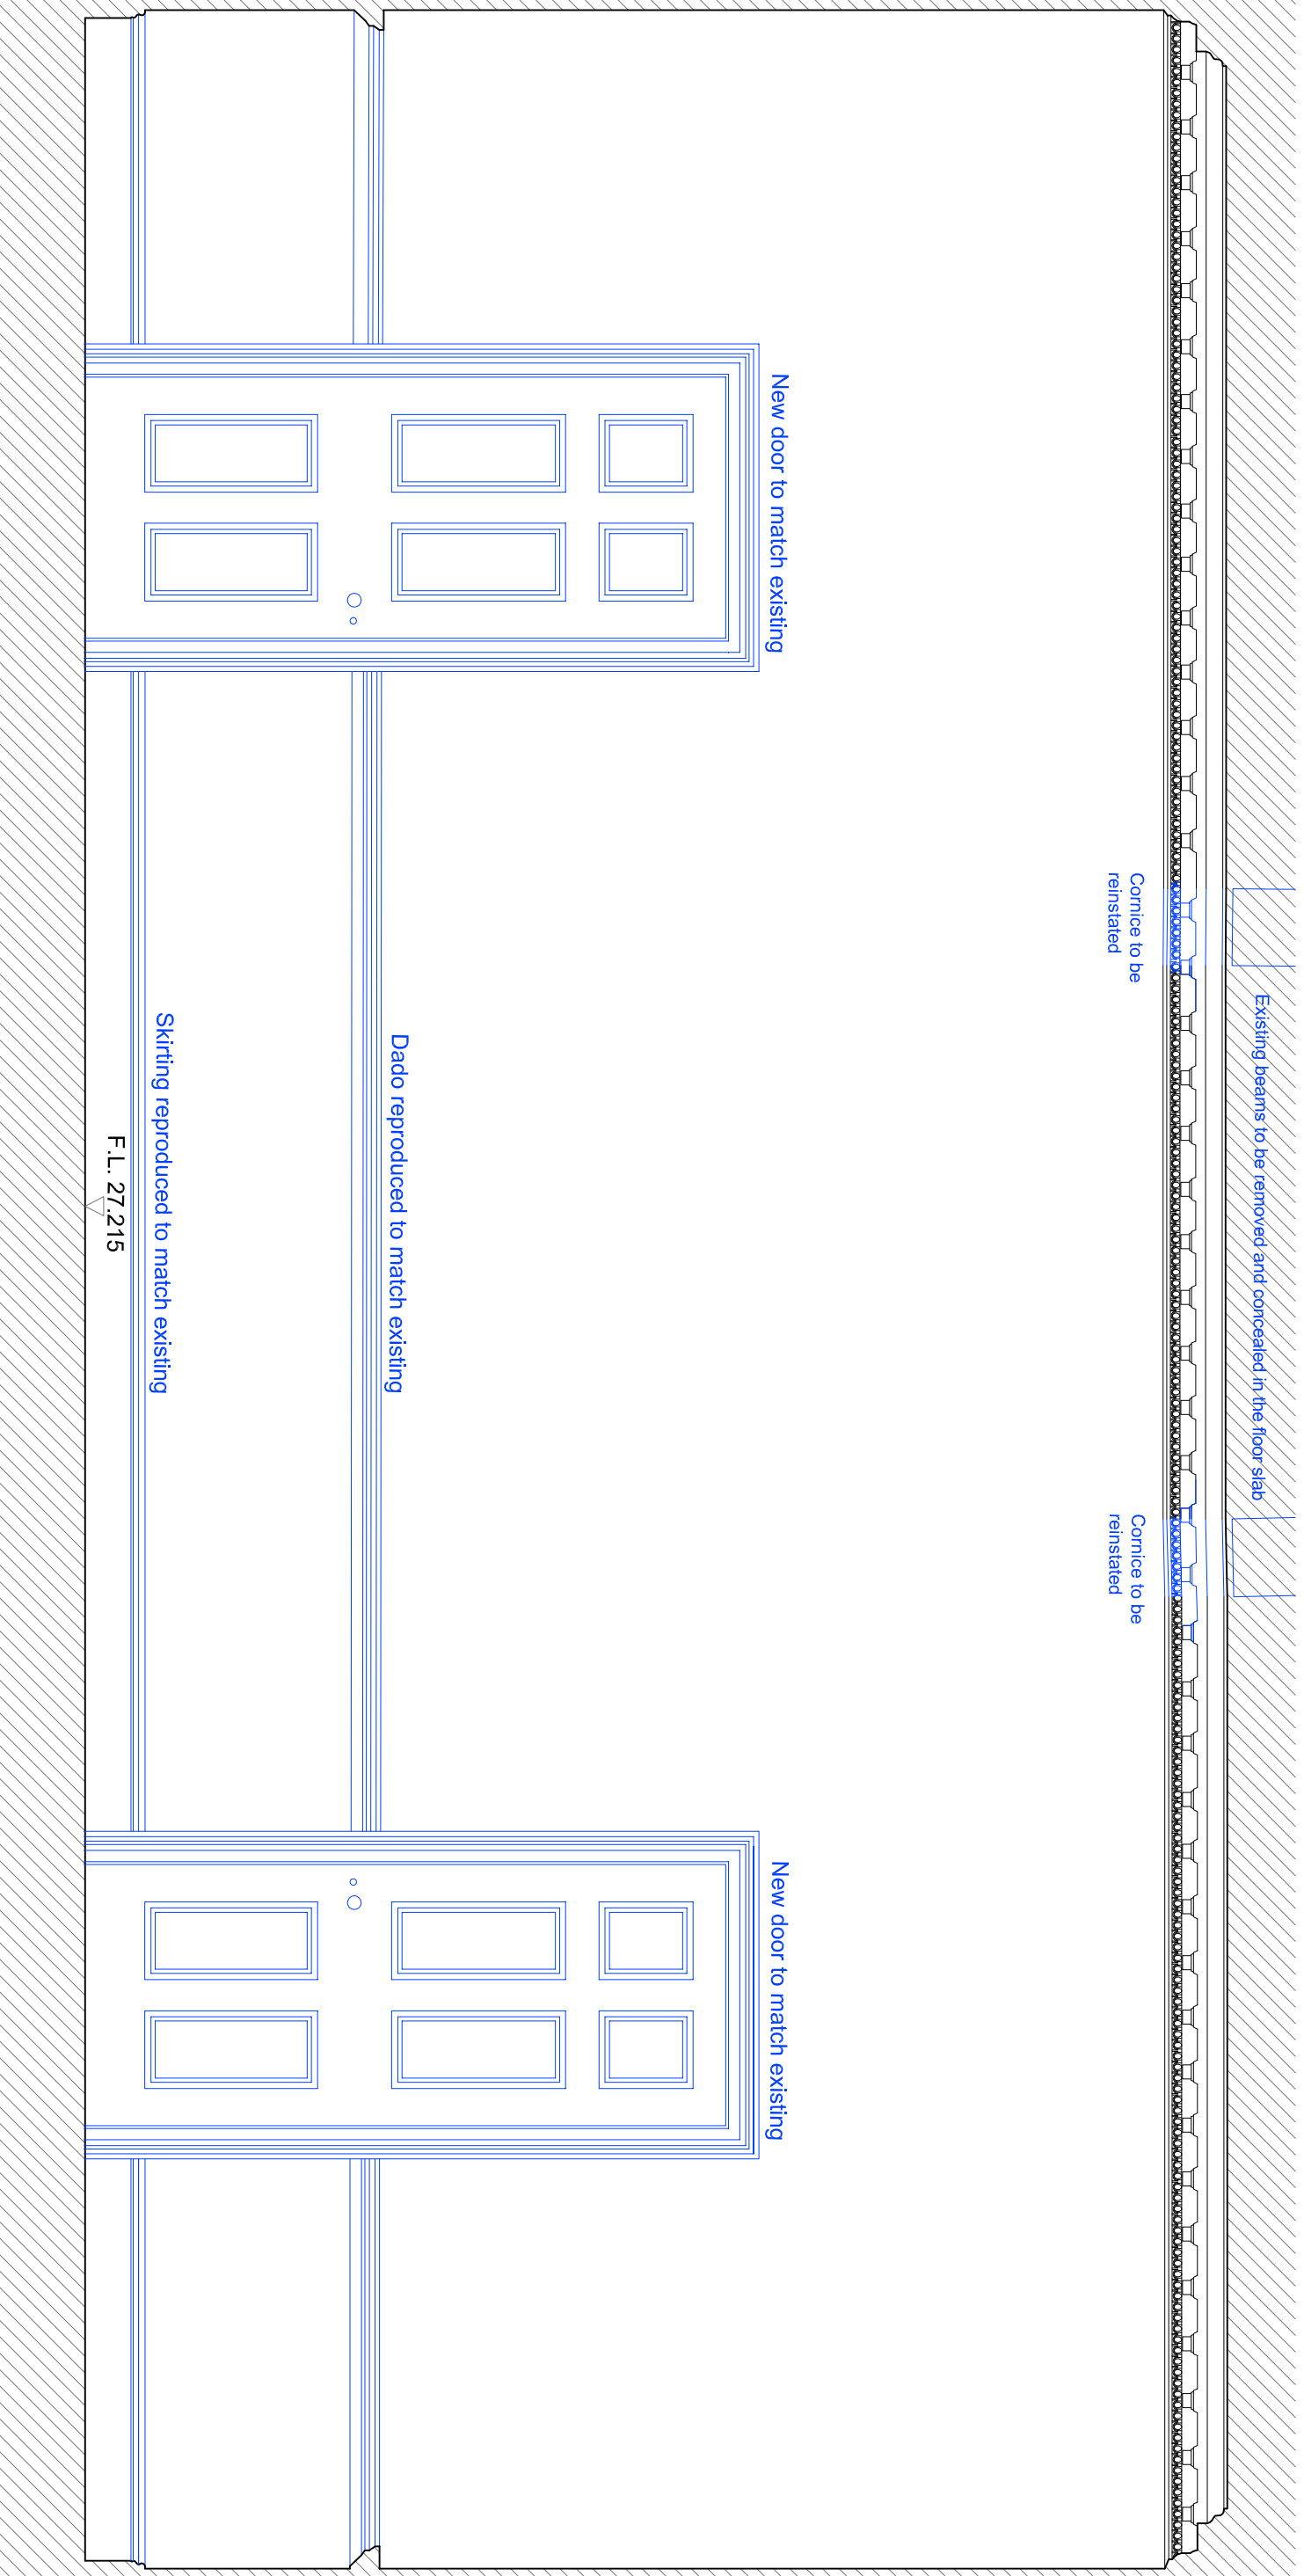 Existing beams to be removed and concealed in the floor slab
Cornice to be
reinstated
Cornice to be
reinstated
New door to match existing
New door to match existing
Dado reproduced to match existing
Skirting reproduced to match existing
F.L. 27.215